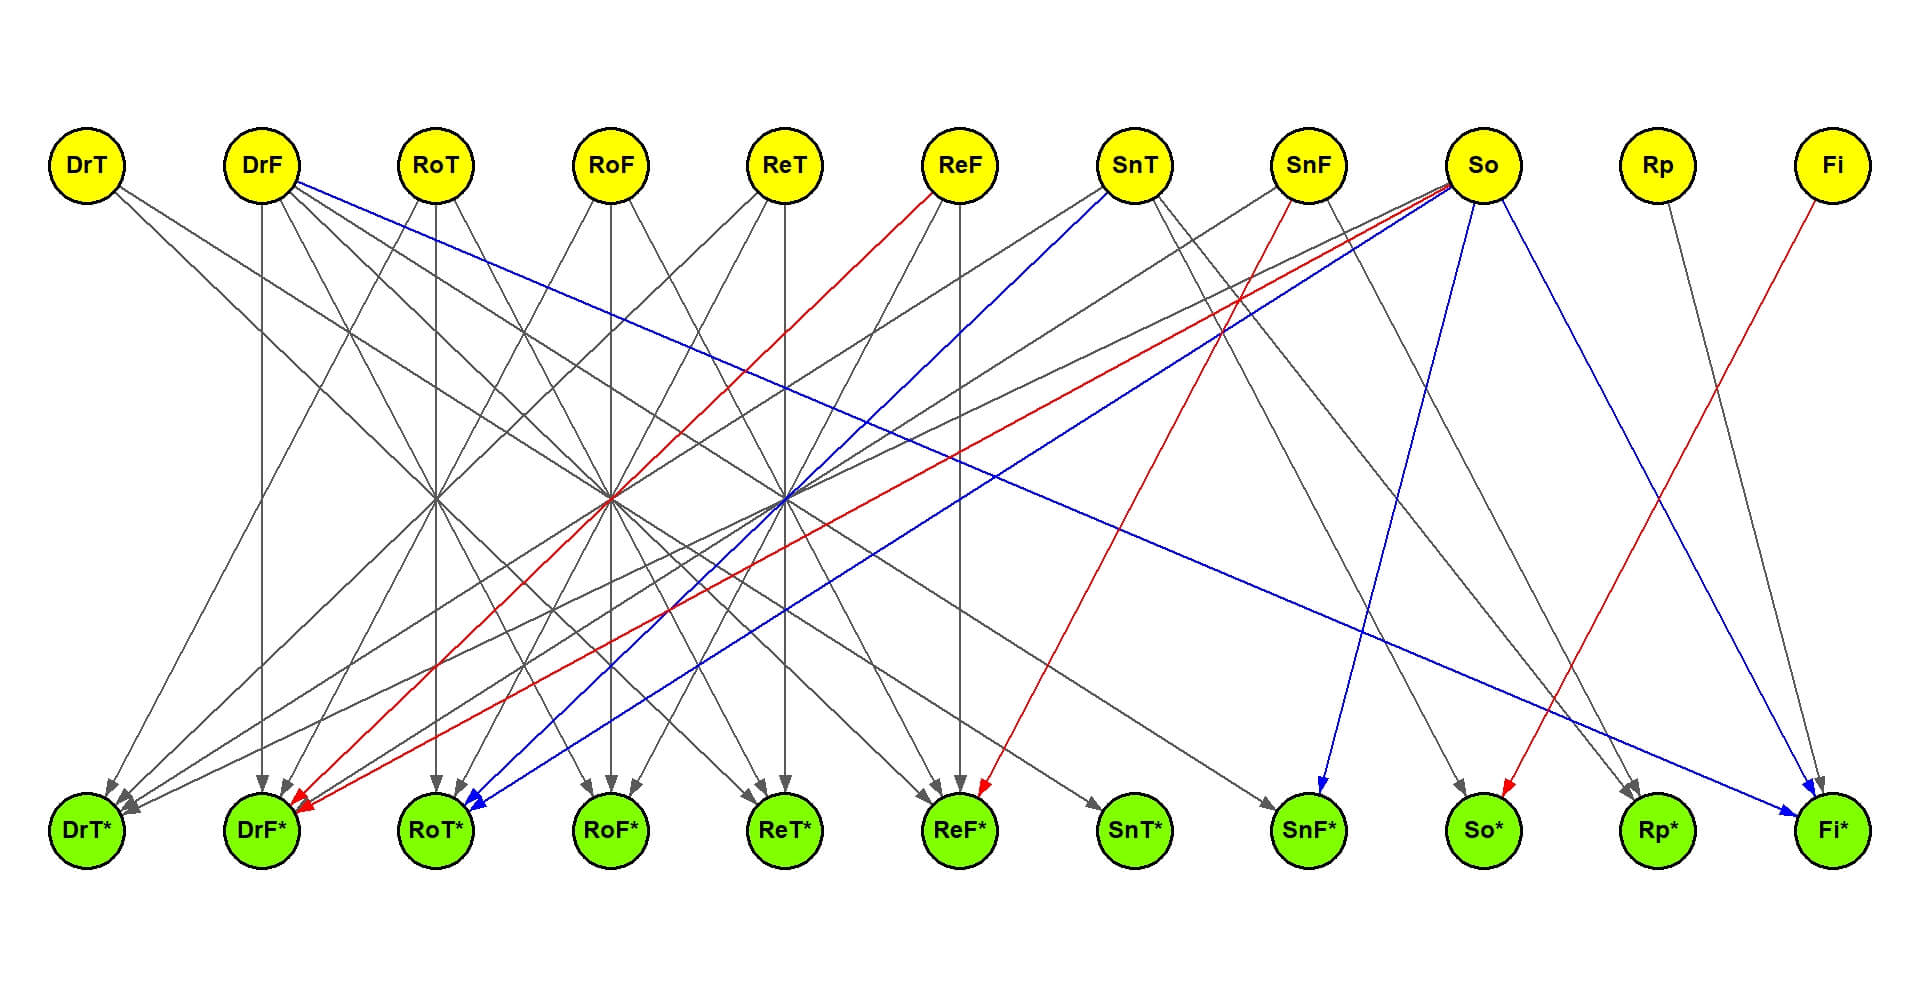 DrT DrF RoT RoF ReT ReF SnT SnF So Rp Fi
DrT* DrF* RoT* RoF* ReT* ReF* SnT* SnF* So* Rp* Fi*